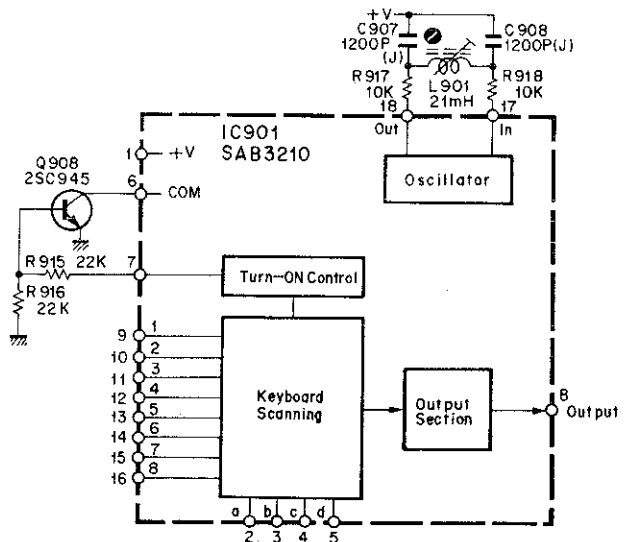 +V
C907
1200P
(J)
C908
1200P(J)
R917
10K
L901
21mH
R918
10K
18
Out
17
In
IC901
SAB3210
Oscillator
1
+V
Q908
2SC945
6
COM
R915 22K
7
R916
22K
Turn-ON Control
9 1
10 2
11 3
12 4
13 5
14 6
15 7
16 8
Keyboard
Scanning
Output
Section
8
Output
a b c d
2 3 4 5